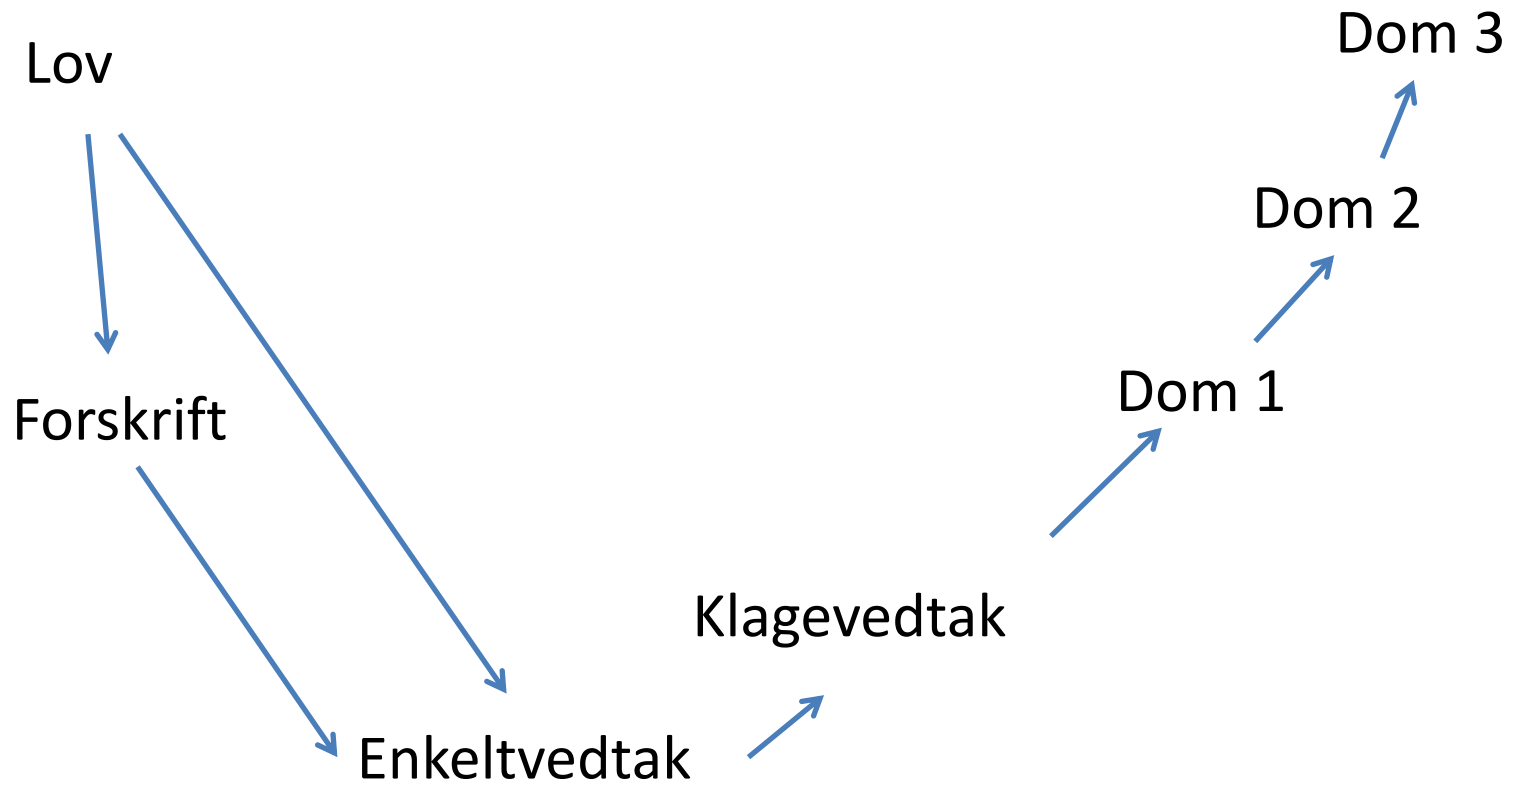 Lov
Forskrift
Enkeltvedtak
Klagevedtak
Dom 1
Dom 2
Dom 3